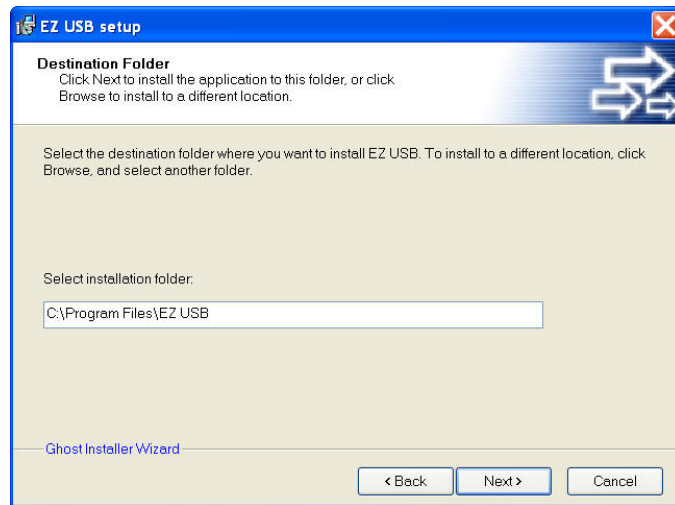 EZ USB setup
Destination Folder
Click Next to install the application to this folder, or click
Browse to install to a different location.
Select the destination folder where you want to install EZ USB. To install to a different location, click
Browse, and select another folder.
Select installation folder:
C:\Program Files\EZ USB
Ghost Installer Wizard
< Back Next > Cancel